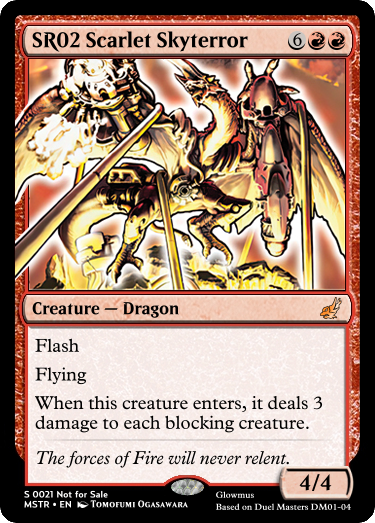 SR02 Scarlet Skyterror 6
Creature — Dragon
Flash
Flying
When this creature enters, it deals 3
damage to each blocking creature.
The forces of Fire will never relent.
4/4
S 0021 Not for Sale
MSTR • EN Tomofumi Ogasawara
Glowmus
Based on Duel Masters DM01-04